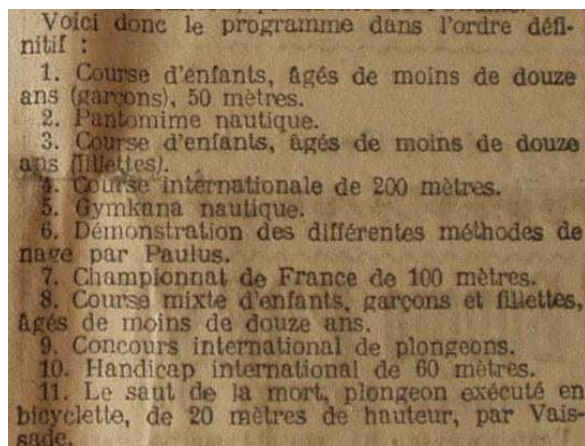 Voici donc le programme dans l'ordre défi-
nitif :
1. Course d'enfants, âgés de moins de douze
ans (garçons), 50 mètres.
2. Pantomime nautique.
3. Course d'enfants, âgés de moins de douze
ans (fillettes).
4. Course internationale de 200 mètres.
5. Gymkana nautique.
6. Démonstration des différentes méthodes de
nage par Paulus.
7. Championnat de France de 100 mètres.
8. Course mixte d'enfants, garçons et fillettes,
âgés de moins de douze ans.
9. Concours international de plongeons.
10. Handicap international de 60 mètres.
11. Le saut de la mort, plongeon exécuté en
bicyclette, de 20 mètres de hauteur, par Vais-
sade.